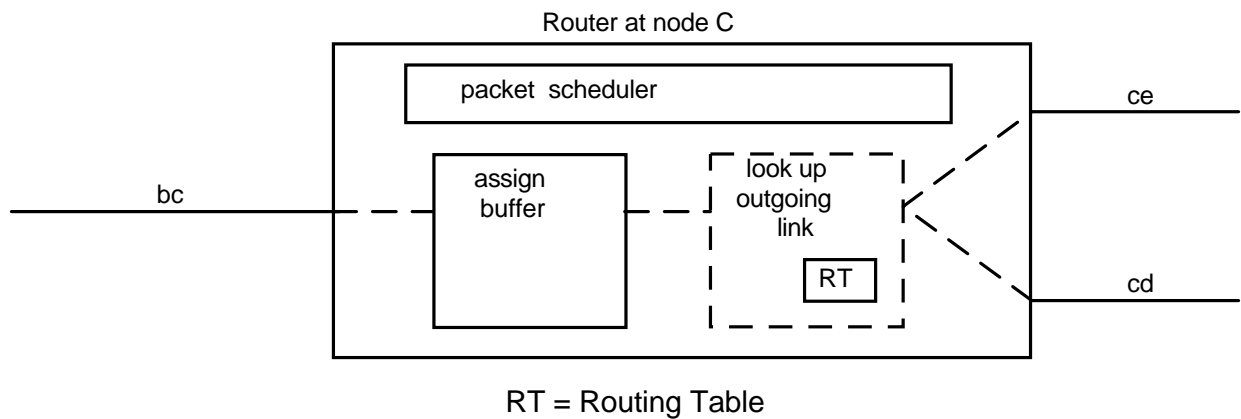 Router at node C
packet scheduler
ce
assign
buffer
look up
outgoing
link
bc
RT
cd
RT = Routing Table